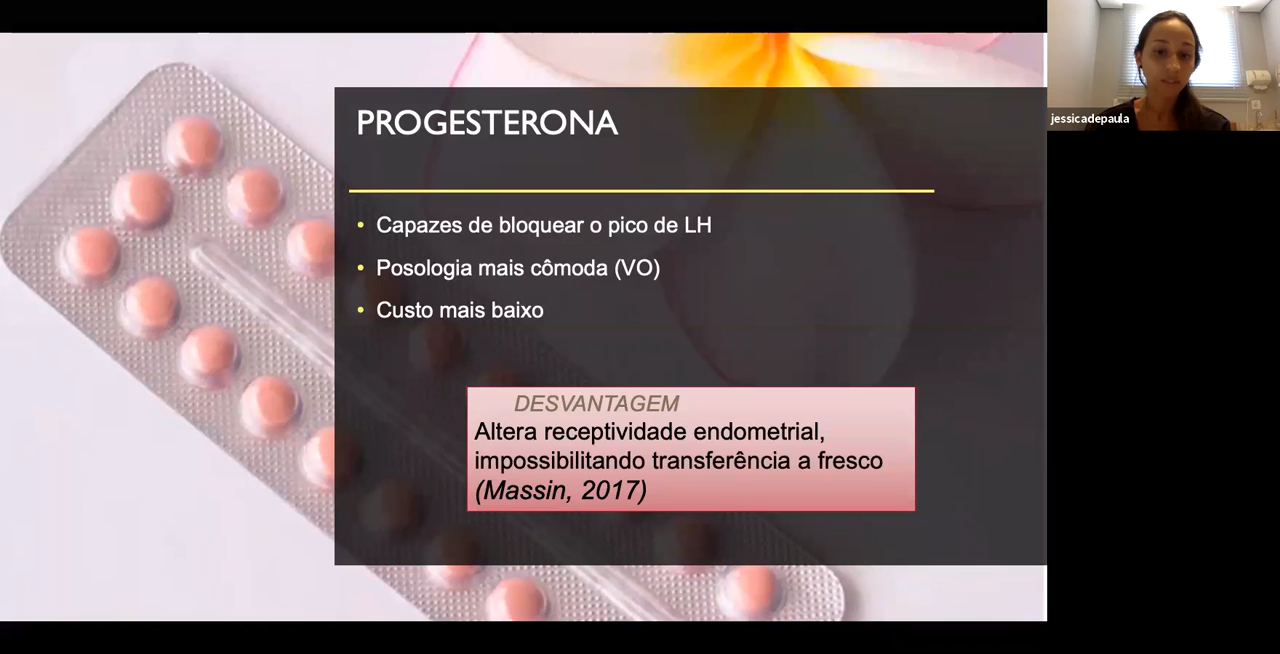 PROGESTERONA
• Capazes de bloquear o pico de LH
• Posologia mais cômoda (VO)
• Custo mais baixo
DESVANTAGEM
Altera receptividade endometrial,
impossibilitando transferência a fresco
(Massin, 2017)
jessicadepaula